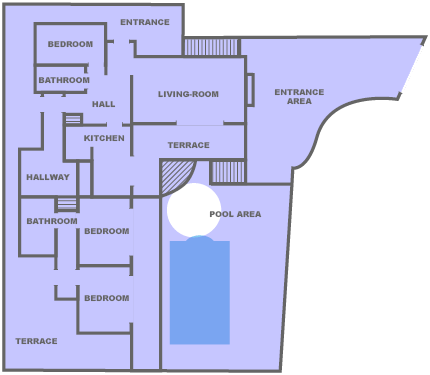 ENTRANCE
BEDROOM
BATHROOM
HALL
LIVING-ROOM
ENTRANCE
AREA
KITCHEN
TERRACE
HALLWAY
BATHROOM
POOL AREA
BEDROOM
BEDROOM
TERRACE